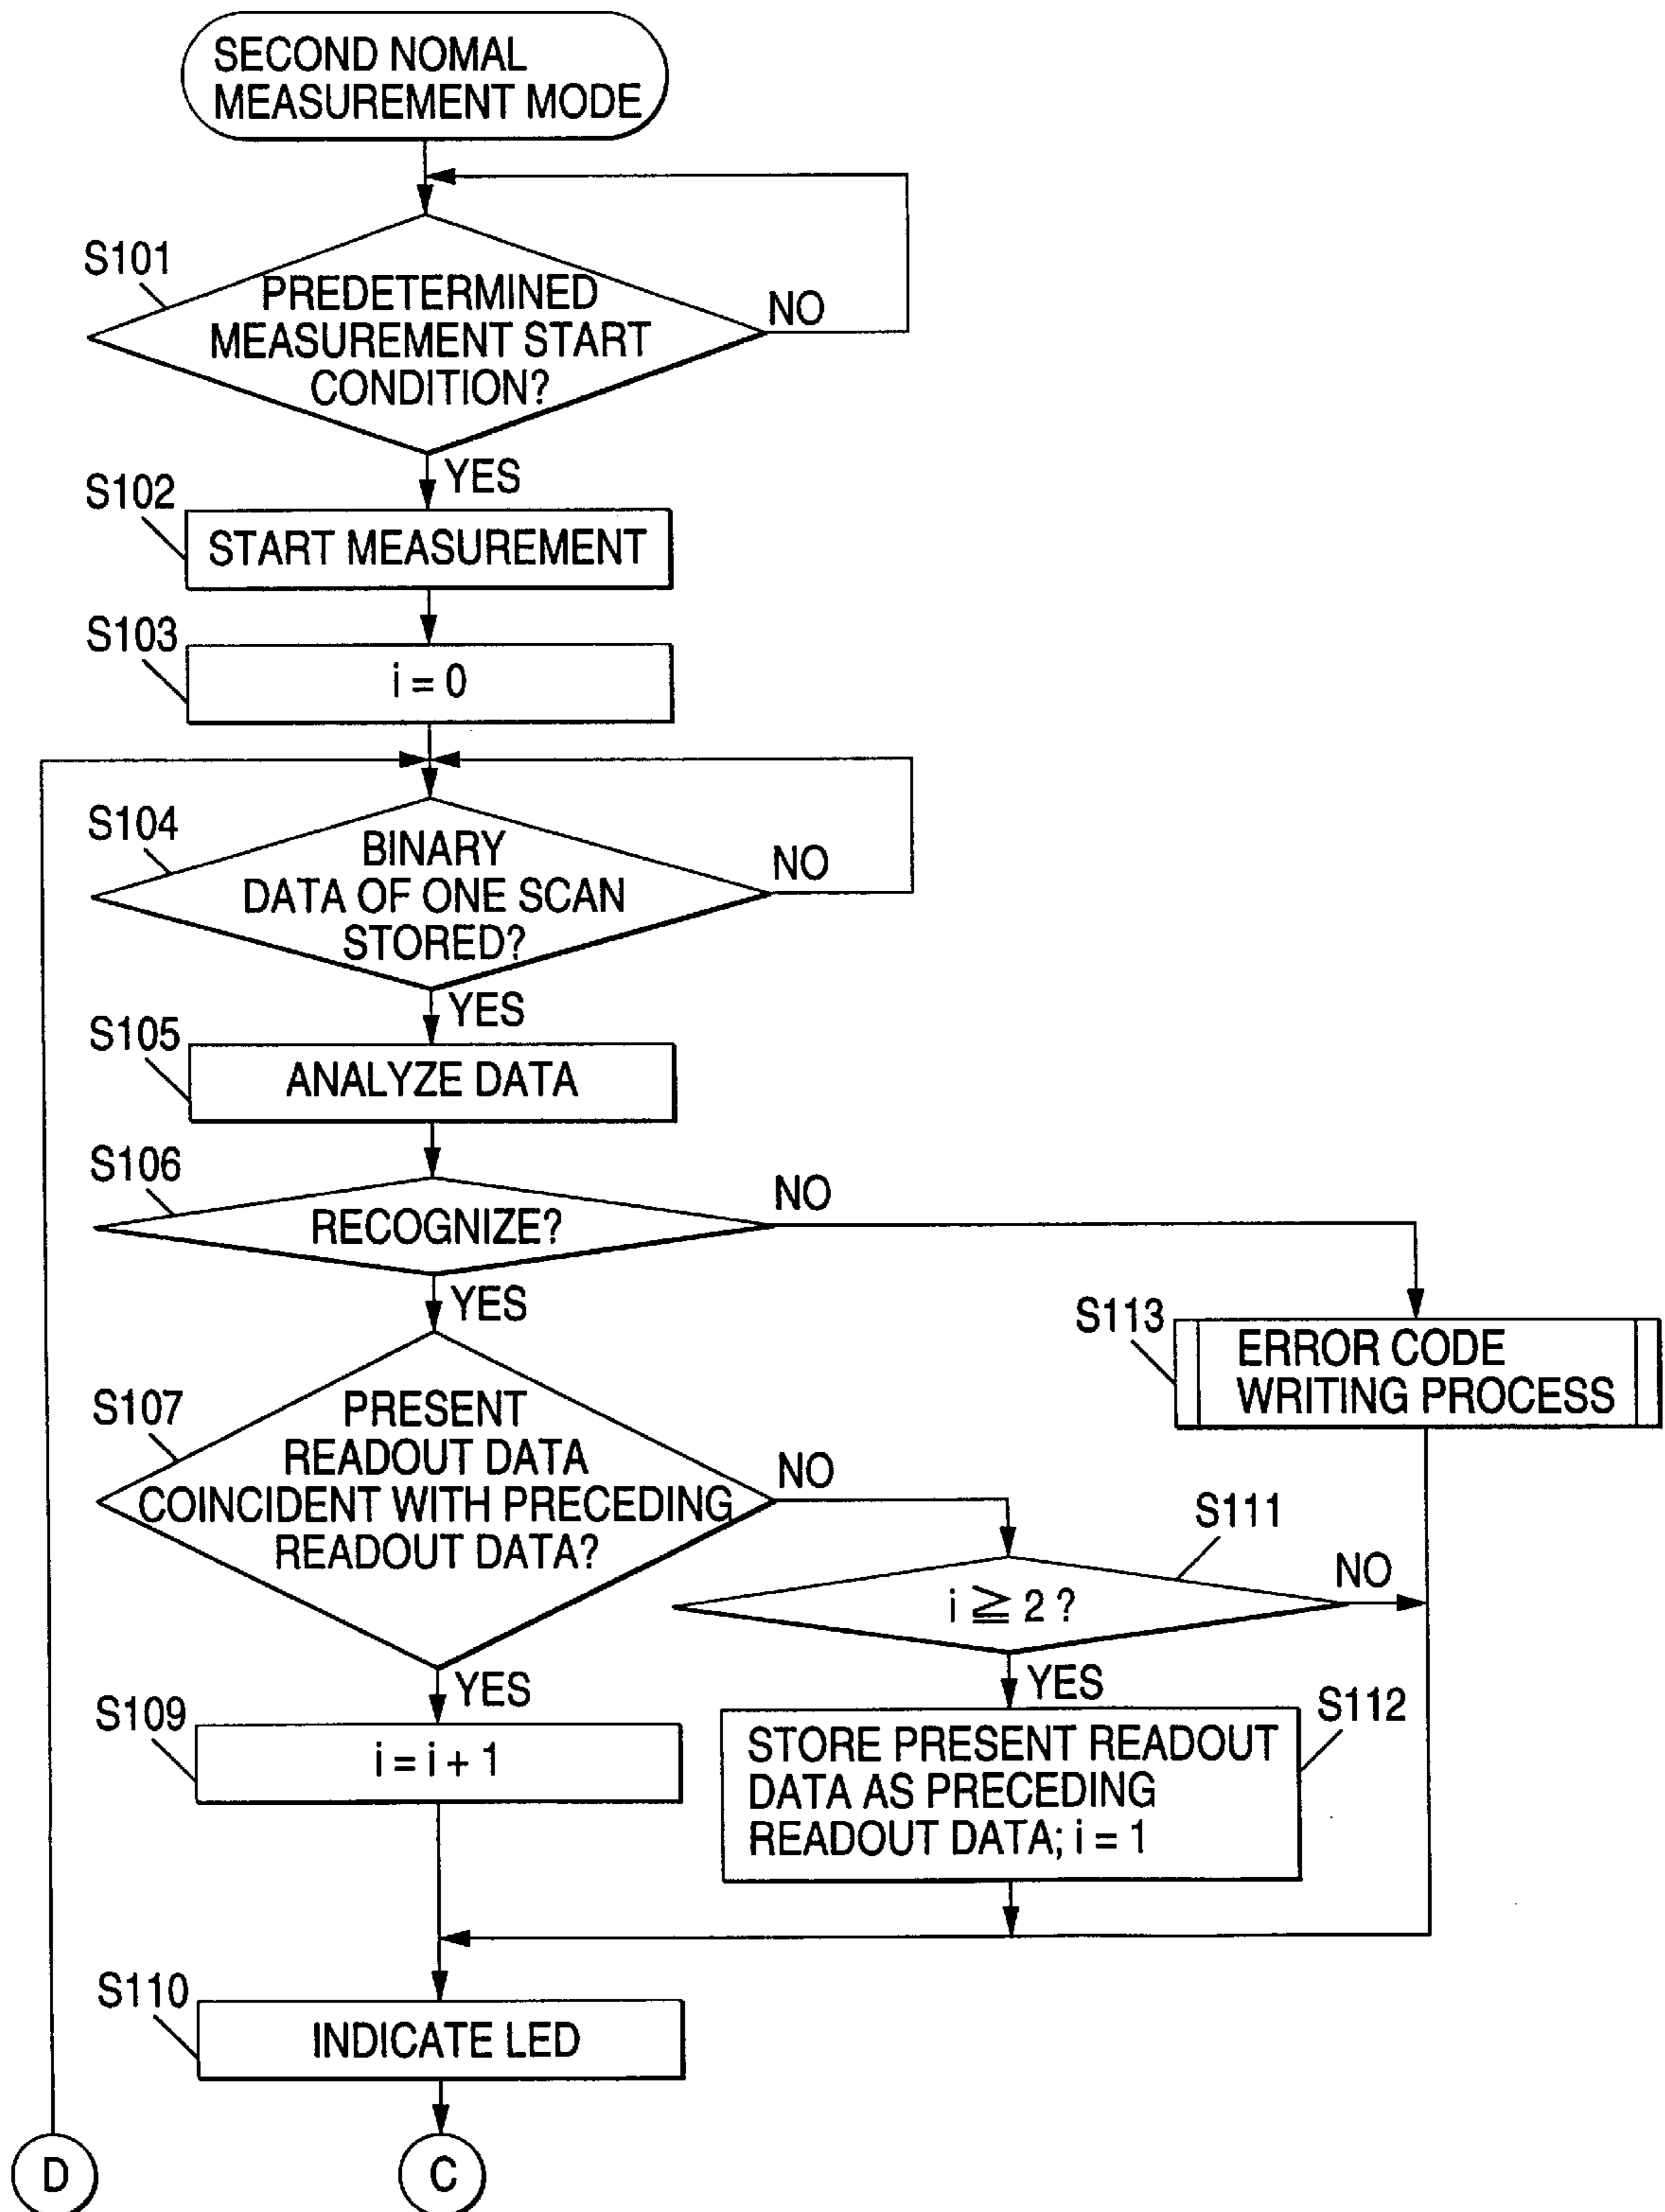 SECOND NOMAL
MEASUREMENT MODE
S101
PREDETERMINED
MEASUREMENT START
CONDITION?
NO
YES
S102
START MEASUREMENT
S103
i = 0
S104
BINARY
DATA OF ONE SCAN
STORED?
NO
YES
S105
ANALYZE DATA
S106
RECOGNIZE?
NO
YES
S113
ERROR CODE
WRITING PROCESS
S107
PRESENT
READOUT DATA
COINCIDENT WITH PRECEDING
READOUT DATA?
NO
S111
i ≧ 2 ?
NO
YES
YES
S109
i = i + 1
S112
STORE PRESENT READOUT
DATA AS PRECEDING
READOUT DATA; i = 1
S110
INDICATE LED
D
C